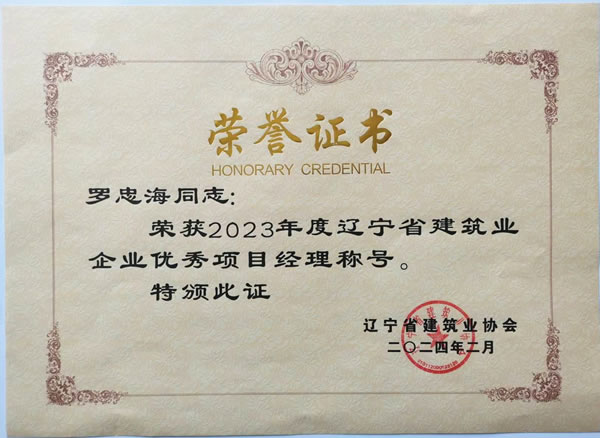 荣誉证书
HONORARY CREDENTIAL
罗忠海同志：
荣获2023年度辽宁省建筑业
企业优秀项目经理称号。
特颁此证
辽宁省建筑业协会
二〇二四年二月